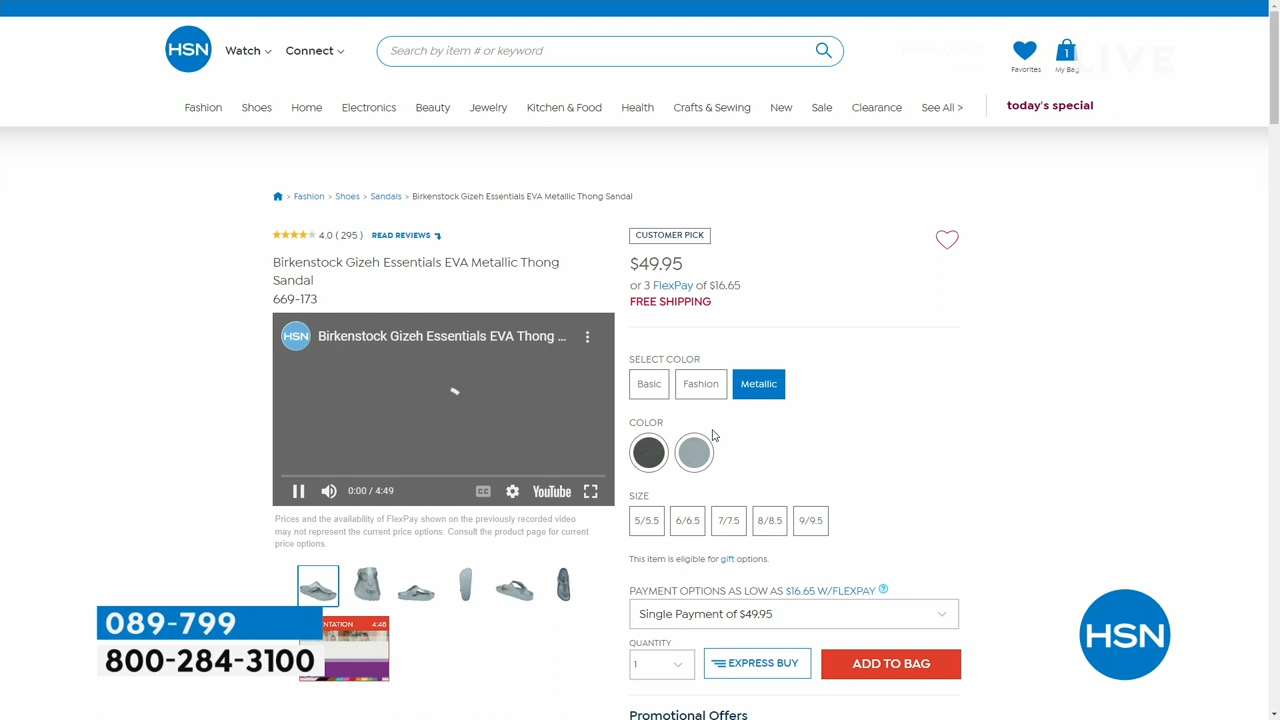 HSN
Watch
Connect
Search by item # or keyword
Favorites
1
My Bag
LIVE
Fashion
Shoes
Home
Electronics
Beauty
Jewelry
Kitchen & Food
Health
Crafts & Sewing
New
Sale
Clearance
See All >
today's special
> Fashion > Shoes > Sandals > Birkenstock Gizeh Essentials EVA Metallic Thong Sandal
4.0 ( 295 )
READ REVIEWS
Birkenstock Gizeh Essentials EVA Metallic Thong
Sandal
669-173
HSN
Birkenstock Gizeh Essentials EVA Thong ...
0:00 / 4:49
CC
YouTube
Prices and the availability of FlexPay shown on the previously recorded video
may not represent the current price options. Consult the product page for current
price options.
NTATION
4:48
089-799
800-284-3100
CUSTOMER PICK
$49.95
or 3 FlexPay of $16.65
FREE SHIPPING
SELECT COLOR
Basic
Fashion
Metallic
COLOR
SIZE
5/5.5
6/6.5
7/7.5
8/8.5
9/9.5
This item is eligible for gift options.
PAYMENT OPTIONS AS LOW AS $16.65 W/FLEXPAY ?
Single Payment of $49.95
QUANTITY
1
EXPRESS BUY
ADD TO BAG
Promotional Offers
HSN